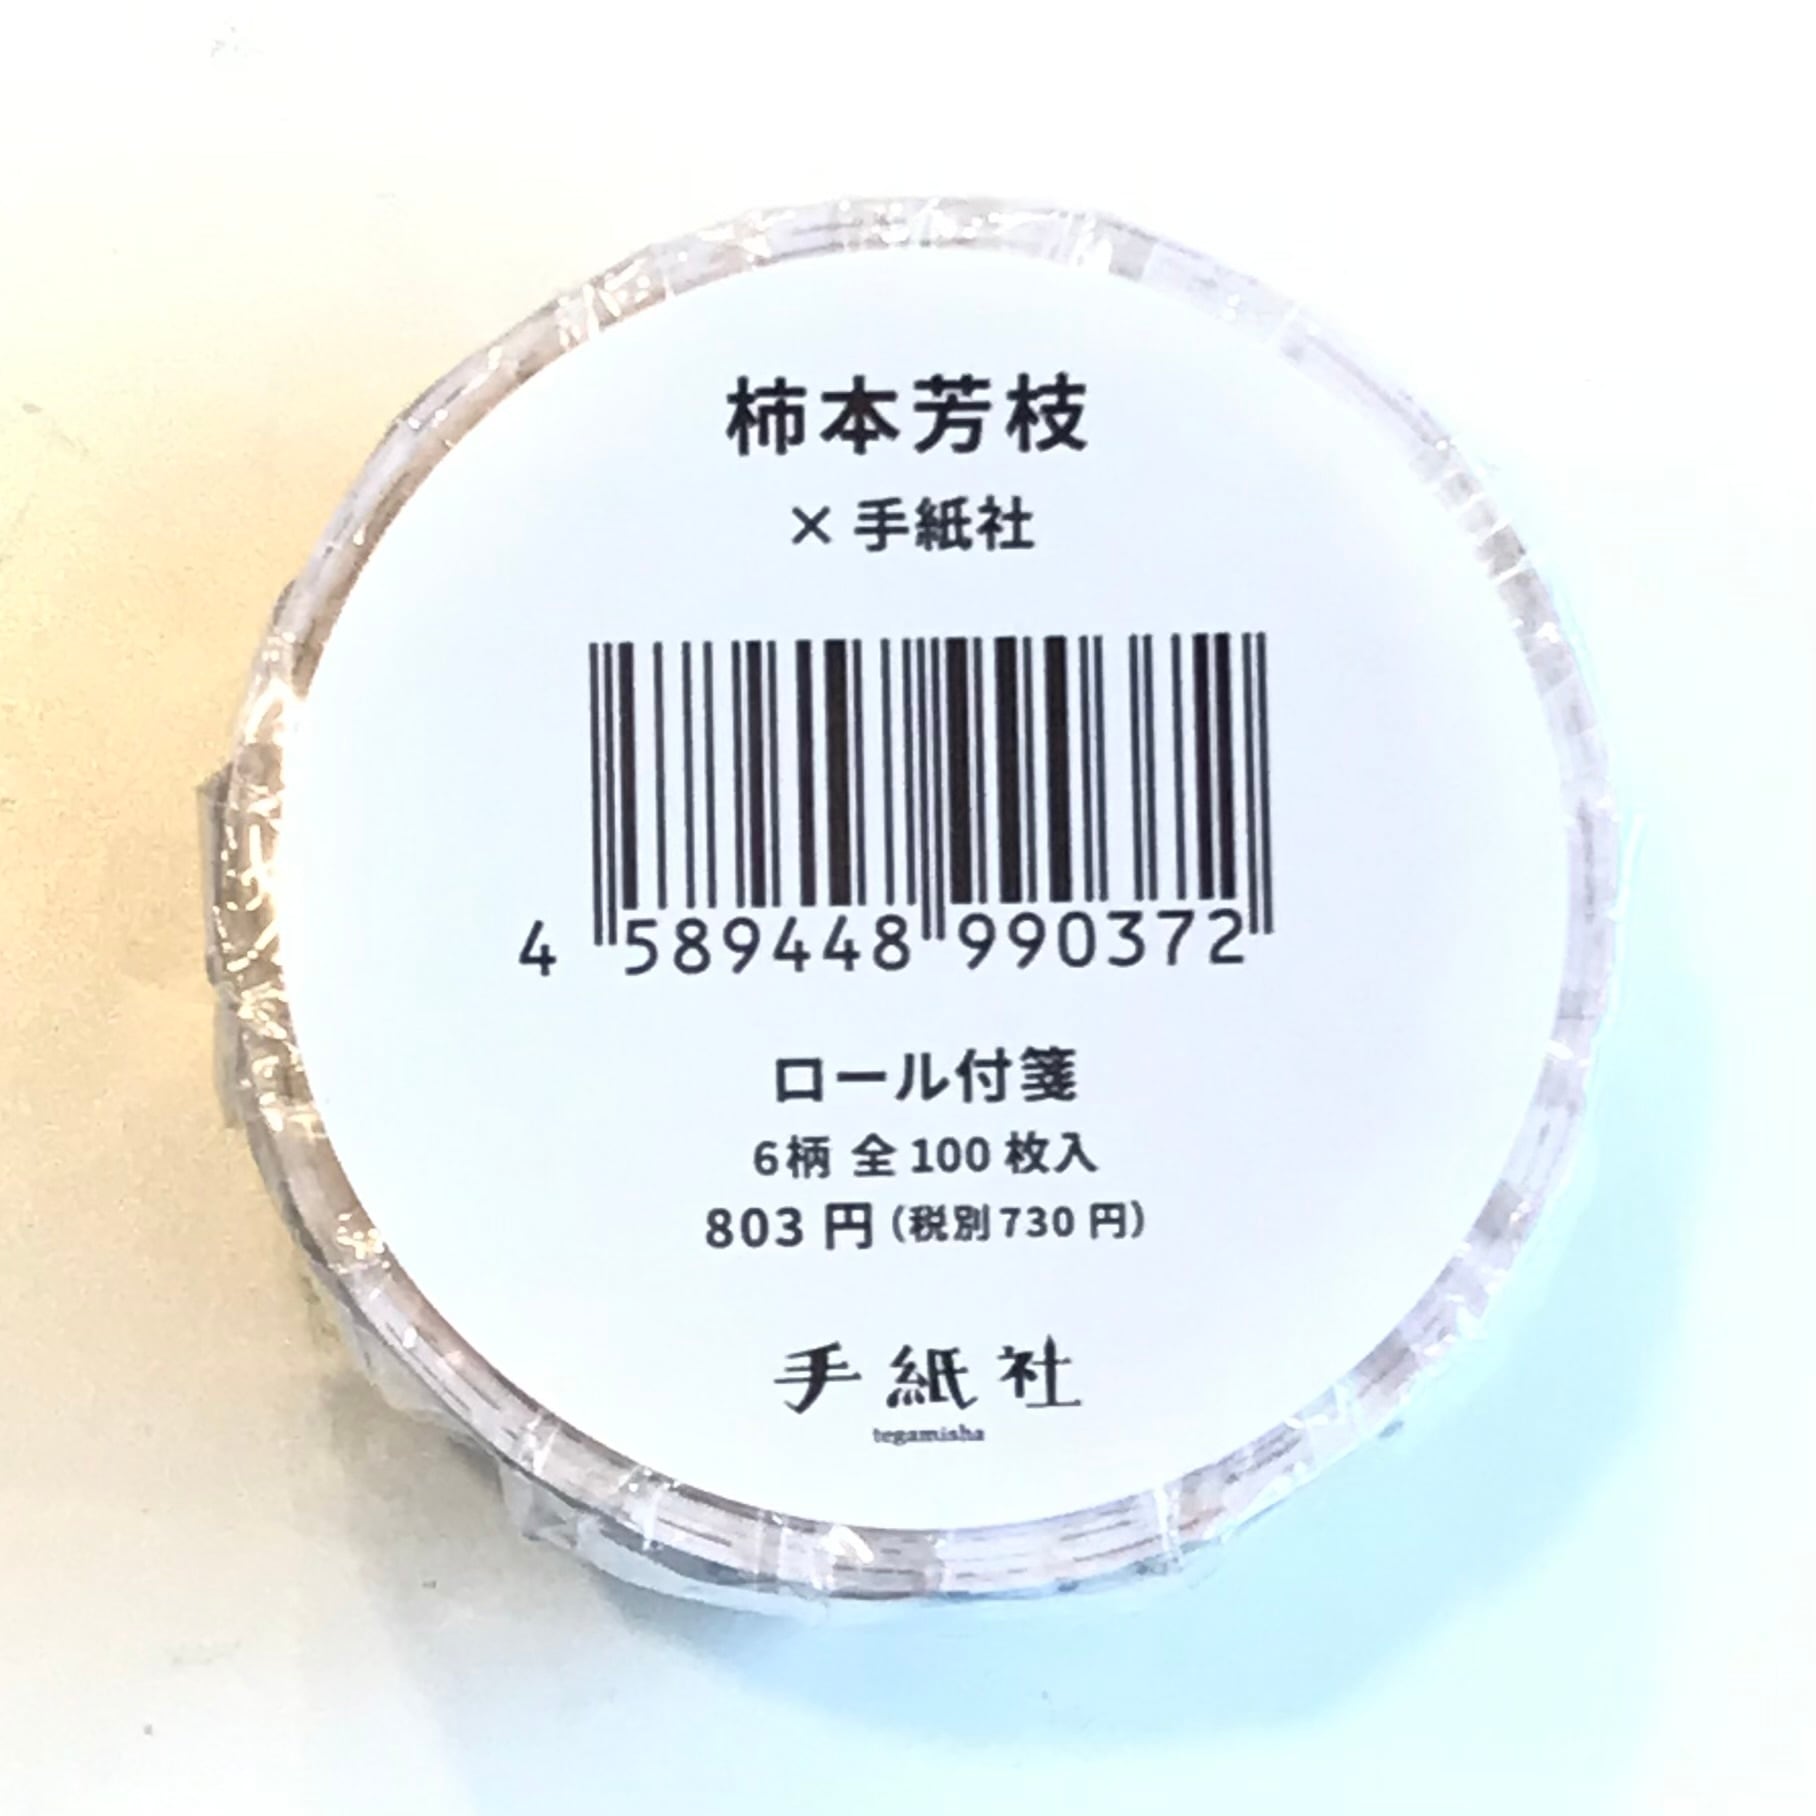 柿本芳枝
× 手紙社
4 589448 990372
ロール付箋
6柄 全100枚入
803円（税別730円）
手紙社
tegamisha